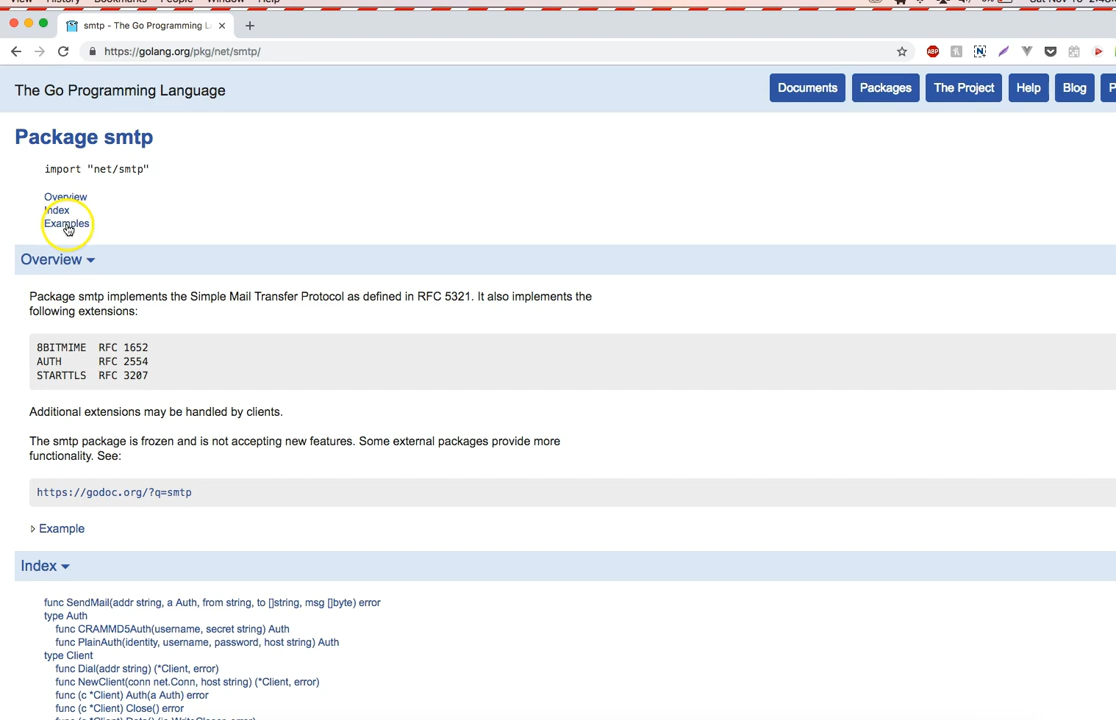 View History Bookmarks People Window Help
smtp - The Go Programming L
https://golang.org/pkg/net/smtp/
ABP
The Go Programming Language
Documents Packages The Project Help Blog P
Package smtp
import "net/smtp"
Overview
Index
Examples
Overview
Package smtp implements the Simple Mail Transfer Protocol as defined in RFC 5321. It also implements the
following extensions:
8BITMIME RFC 1652
AUTH RFC 2554
STARTTLS RFC 3207
Additional extensions may be handled by clients.
The smtp package is frozen and is not accepting new features. Some external packages provide more
functionality. See:
https://godoc.org/?q=smtp
Example
Index
func SendMail(addr string, a Auth, from string, to []string, msg []byte) error
type Auth
func CRAMMD5Auth(username, secret string) Auth
func PlainAuth(identity, username, password, host string) Auth
type Client
func Dial(addr string) (*Client, error)
func NewClient(conn net.Conn, host string) (*Client, error)
func (c *Client) Auth(a Auth) error
func (c *Client) Close() error